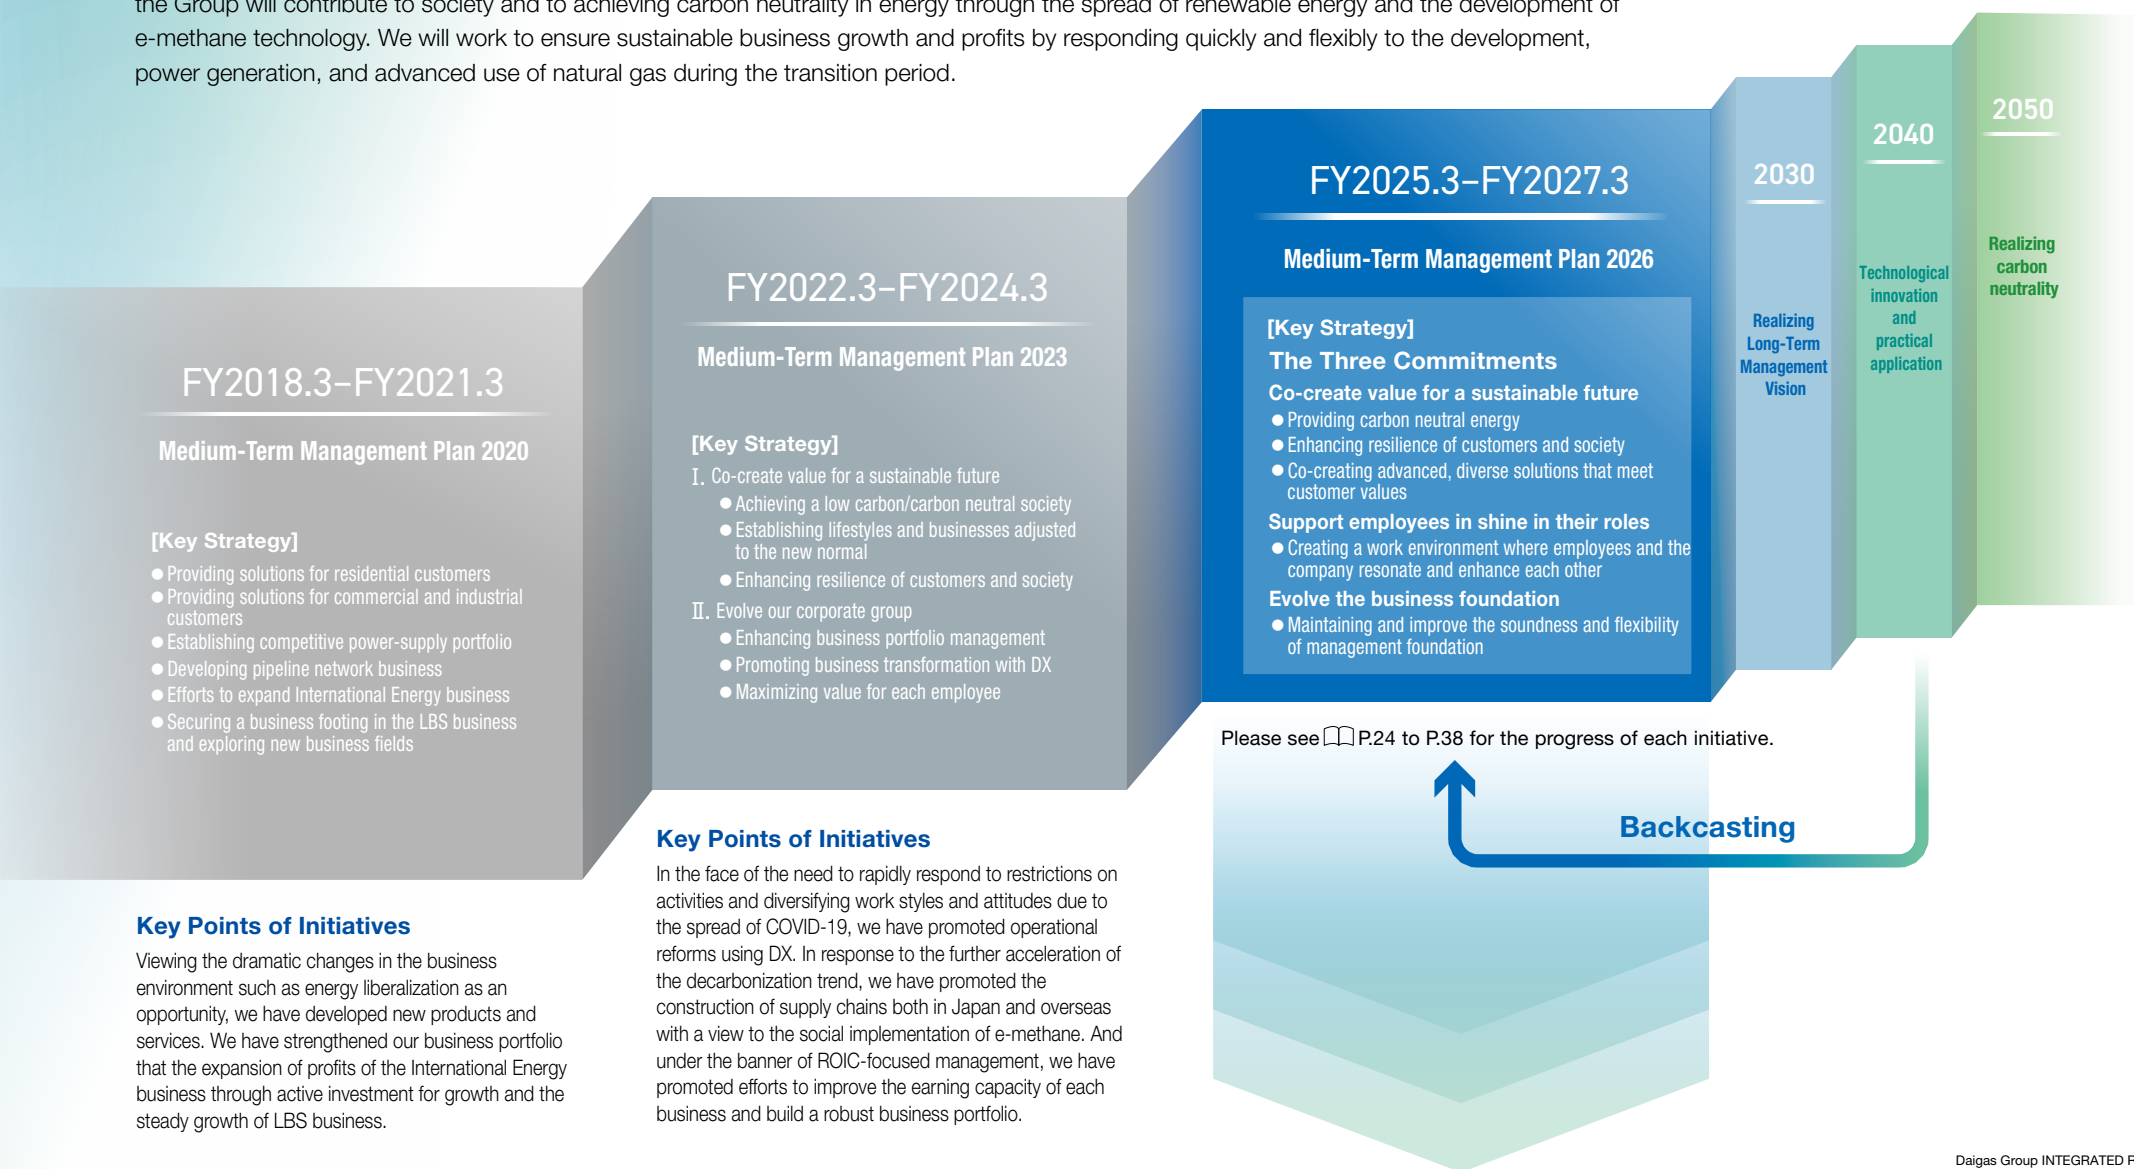 the Group will contribute to society and to achieving carbon neutrality in energy through the spread of renewable energy and the development of
e-methane technology. We will work to ensure sustainable business growth and profits by responding quickly and flexibly to the development,
power generation, and advanced use of natural gas during the transition period.
FY2018.3–FY2021.3
Medium-Term Management Plan 2020
[Key Strategy]
● Providing solutions for residential customers
● Providing solutions for commercial and industrial
customers
● Establishing competitive power-supply portfolio
● Developing pipeline network business
● Efforts to expand International Energy business
● Securing a business footing in the LBS business
and exploring new business fields
Key Points of Initiatives
Viewing the dramatic changes in the business
environment such as energy liberalization as an
opportunity, we have developed new products and
services. We have strengthened our business portfolio
that the expansion of profits of the International Energy
business through active investment for growth and the
steady growth of LBS business.
FY2022.3–FY2024.3
Medium-Term Management Plan 2023
[Key Strategy]
Ⅰ. Co-create value for a sustainable future
● Achieving a low carbon/carbon neutral society
● Establishing lifestyles and businesses adjusted
to the new normal
● Enhancing resilience of customers and society
Ⅱ. Evolve our corporate group
● Enhancing business portfolio management
● Promoting business transformation with DX
● Maximizing value for each employee
Key Points of Initiatives
In the face of the need to rapidly respond to restrictions on
activities and diversifying work styles and attitudes due to
the spread of COVID-19, we have promoted operational
reforms using DX. In response to the further acceleration of
the decarbonization trend, we have promoted the
construction of supply chains both in Japan and overseas
with a view to the social implementation of e-methane. And
under the banner of ROIC-focused management, we have
promoted efforts to improve the earning capacity of each
business and build a robust business portfolio.
FY2025.3–FY2027.3
Medium-Term Management Plan 2026
[Key Strategy]
The Three Commitments
Co-create value for a sustainable future
● Providing carbon neutral energy
● Enhancing resilience of customers and society
● Co-creating advanced, diverse solutions that meet
customer values
Support employees in shine in their roles
● Creating a work environment where employees and the
company resonate and enhance each other
Evolve the business foundation
● Maintaining and improve the soundness and flexibility
of management foundation
Please see P.24 to P.38 for the progress of each initiative.
Backcasting
2030
Realizing
Long-Term
Management
Vision
2040
Technological
innovation
and
practical
application
2050
Realizing
carbon
neutrality
Daigas Group INTEGRATED